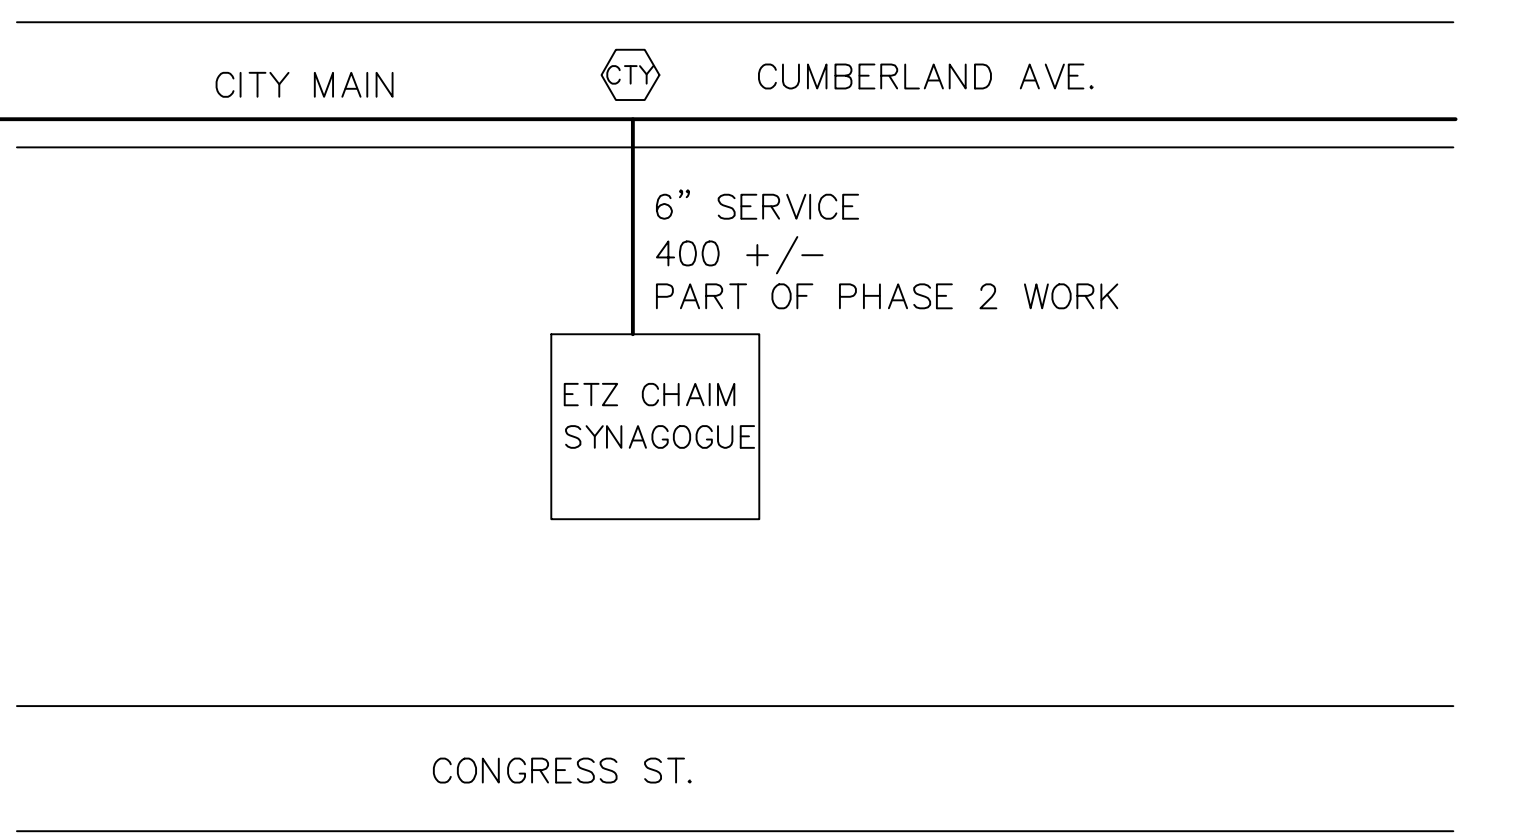 CITY MAIN
CTY
CUMBERLAND AVE.
6” SERVICE
400 +/-
PART OF PHASE 2 WORK
ETZ CHAIM
SYNAGOGUE
CONGRESS ST.